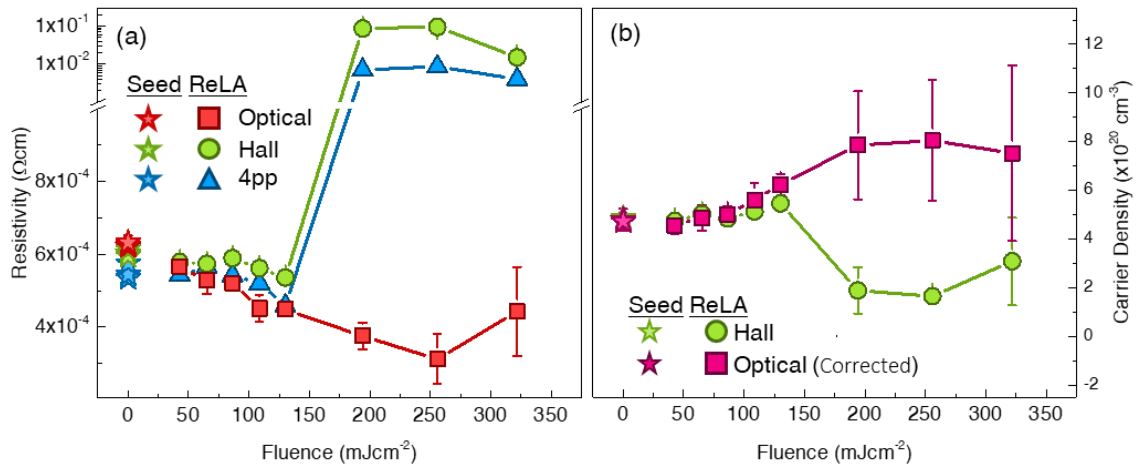 (a)
1x10⁻¹
1x10⁻²
8x10⁻⁴
6x10⁻⁴
4x10⁻⁴
Resistivity (Ωcm)
Seed ReLA
Optical
Hall
4pp
0 50 100 150 200 250 300 350
Fluence (mJcm⁻²)
(b)
12
10
8
6
4
2
0
-2
Carrier Density (x10²⁰ cm⁻³)
Seed ReLA
Hall
Optical (Corrected)
0 50 100 150 200 250 300 350
Fluence (mJcm⁻²)